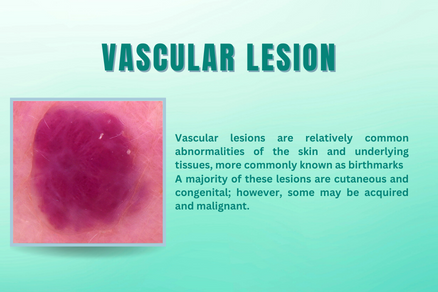 VASCULAR LESION
Vascular lesions are relatively common
abnormalities of the skin and underlying
tissues, more commonly known as birthmarks
A majority of these lesions are cutaneous and
congenital; however, some may be acquired
and malignant.